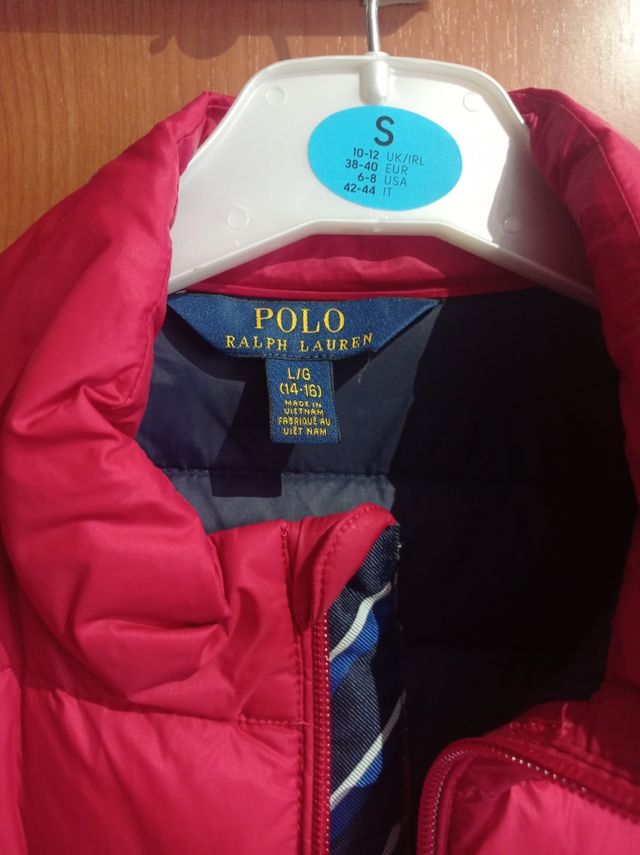 S
10-12 UK/IRL
38-40 EUR
6-8 USA
42-44 IT
POLO
RALPH LAUREN
L/G
(14-16)
MADE IN
VIETNAM
FABRIQUÉ AU
VIÊT NAM